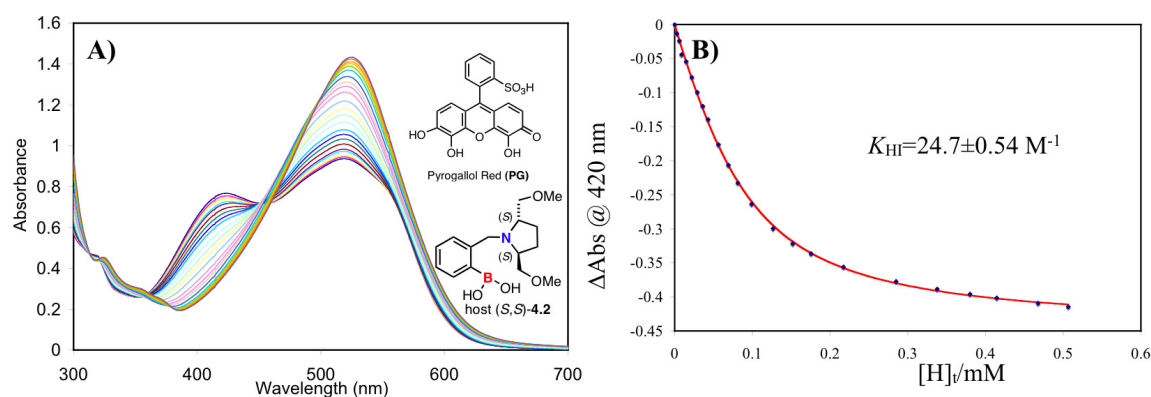 A)
Absorbance
1.6
1.4
1.2
1
0.8
0.6
0.4
0.2
0
300
400
500
600
700
Wavelength (nm)
SO3H
HO
O
O
OH
OH
Pyrogallol Red (PG)
OMe
(S)
N
(S)
B
OMe
HO
OH
host (S,S)-4.2
B)
ΔAbs @ 420 nm
0
-0.05
-0.1
-0.15
-0.2
-0.25
-0.3
-0.35
-0.4
-0.45
KHI=24.7±0.54 M-1
0
0.1
0.2
0.3
0.4
0.5
0.6
[H]t/mM